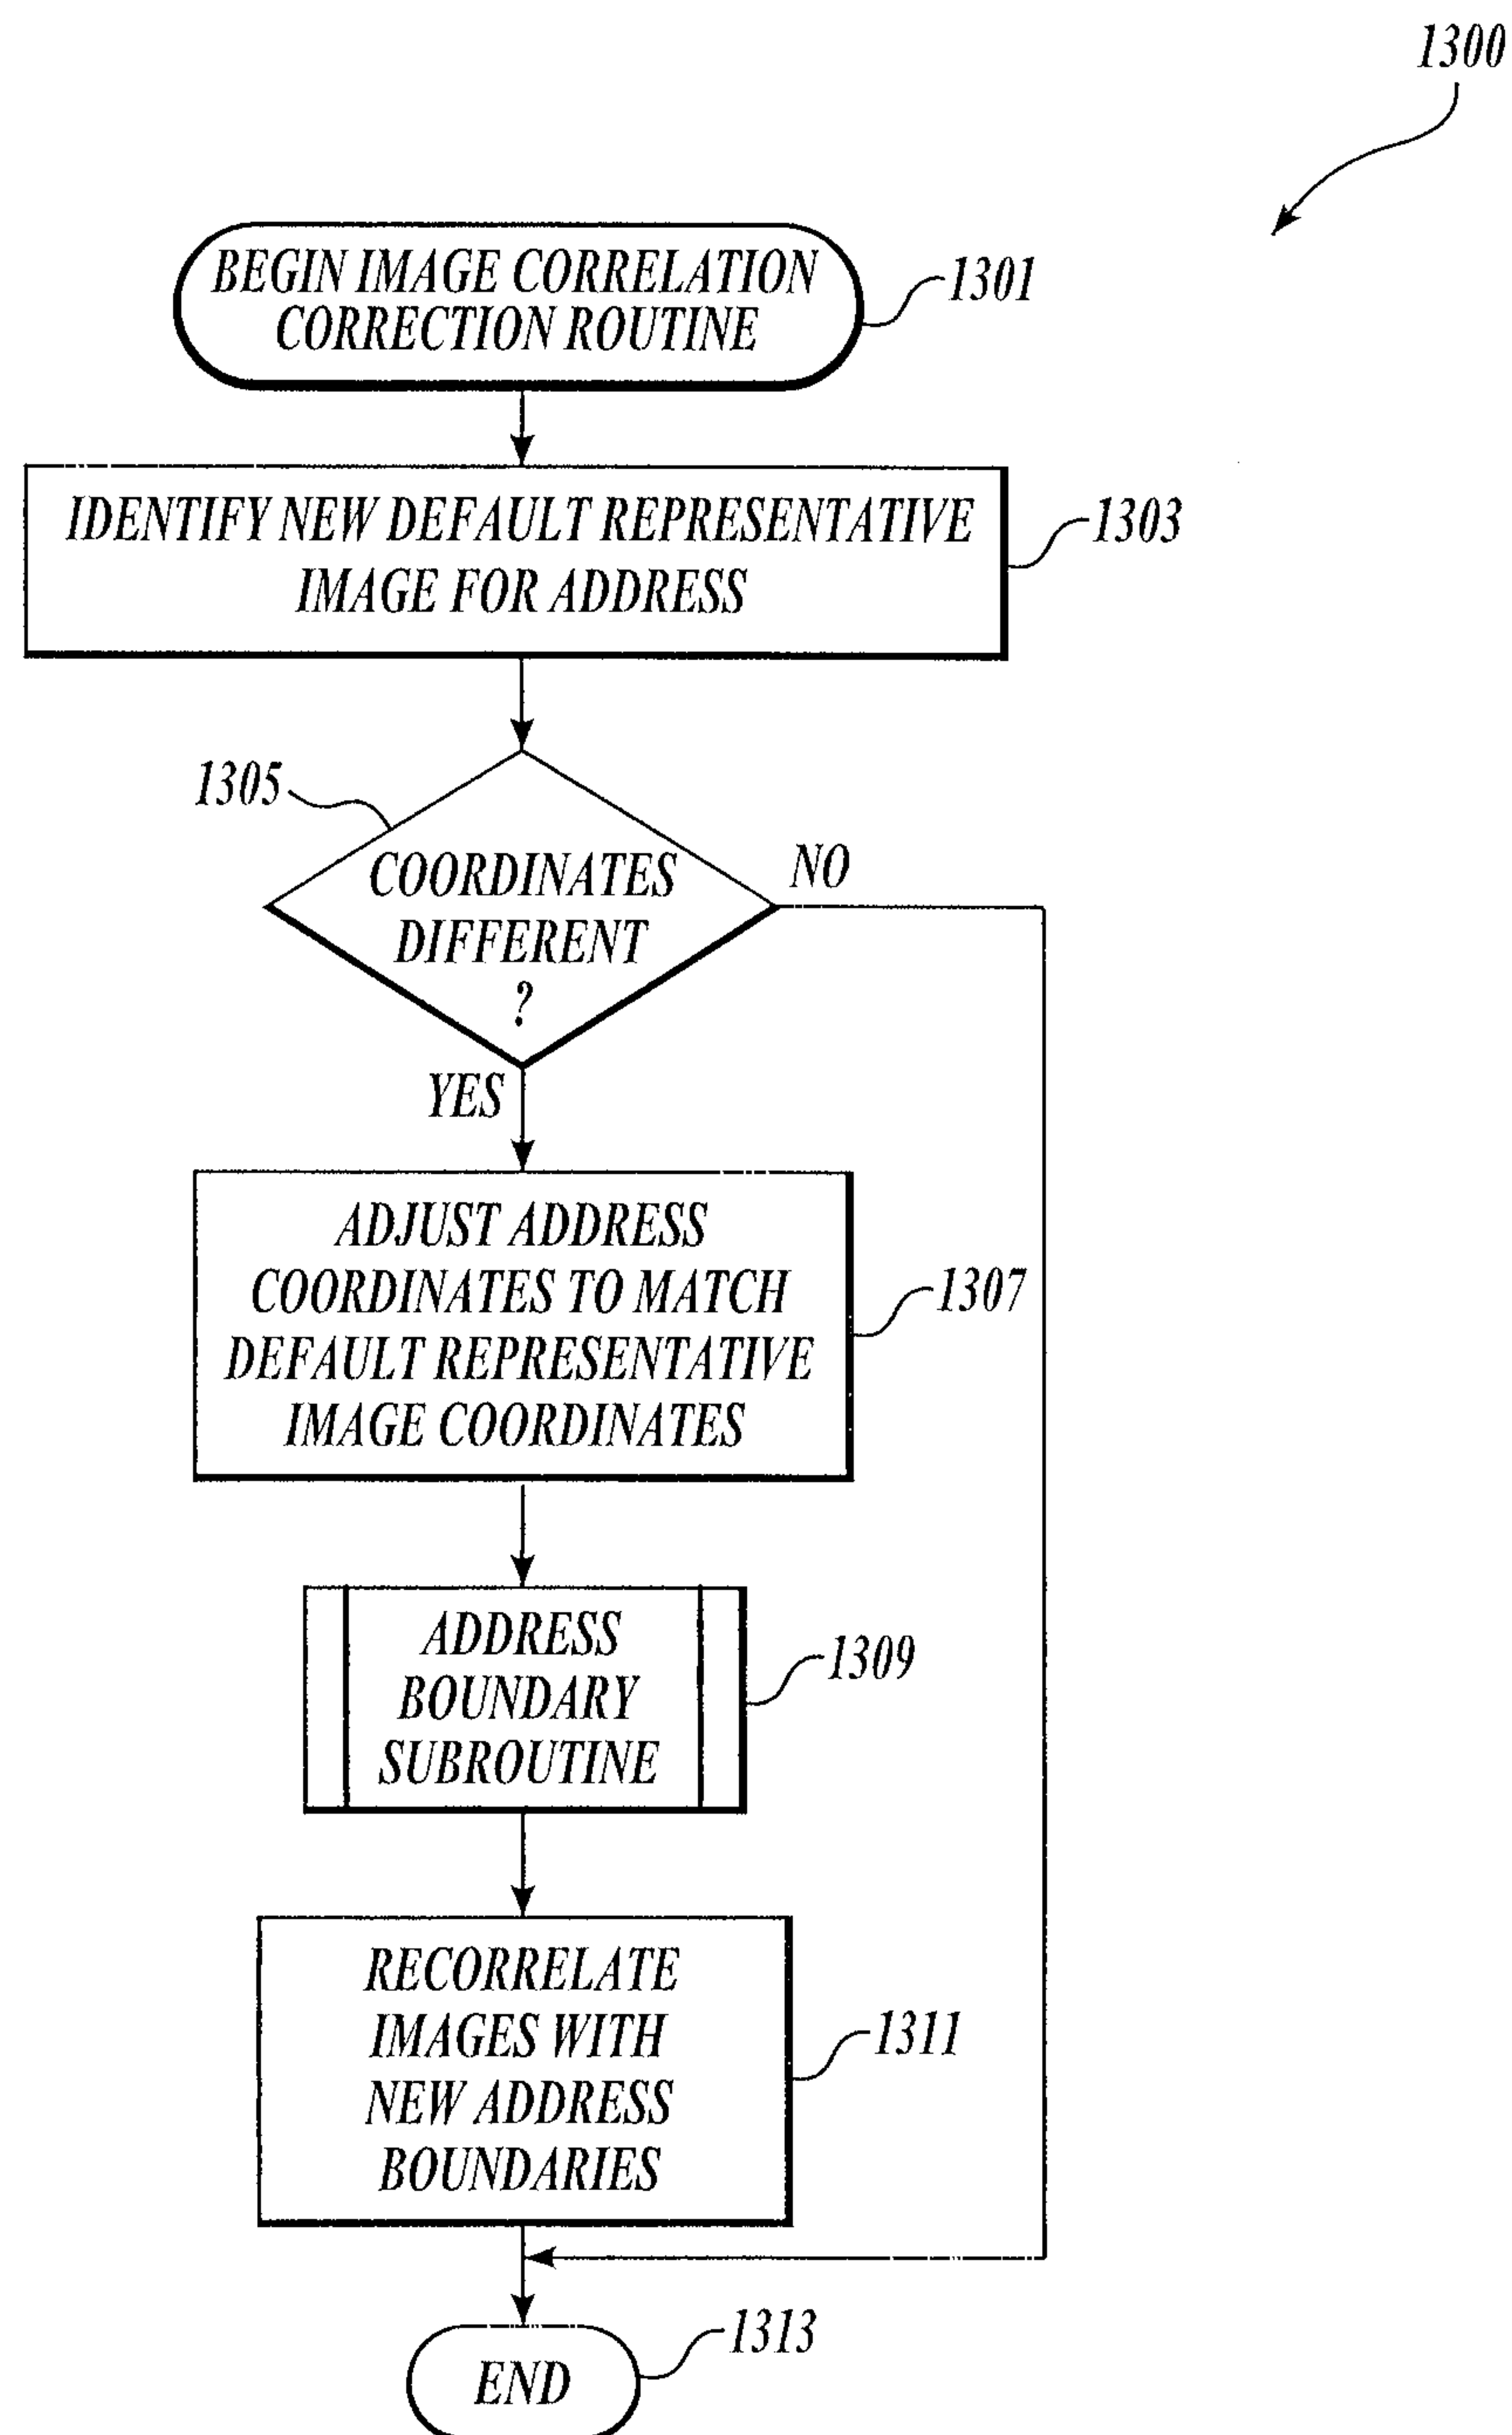 1300
BEGIN IMAGE CORRELATION
CORRECTION ROUTINE
1301
IDENTIFY NEW DEFAULT REPRESENTATIVE
IMAGE FOR ADDRESS
1303
1305
COORDINATES
DIFFERENT
?
NO
YES
ADJUST ADDRESS
COORDINATES TO MATCH
DEFAULT REPRESENTATIVE
IMAGE COORDINATES
1307
ADDRESS
BOUNDARY
SUBROUTINE
1309
RECORRELATE
IMAGES WITH
NEW ADDRESS
BOUNDARIES
1311
END
1313